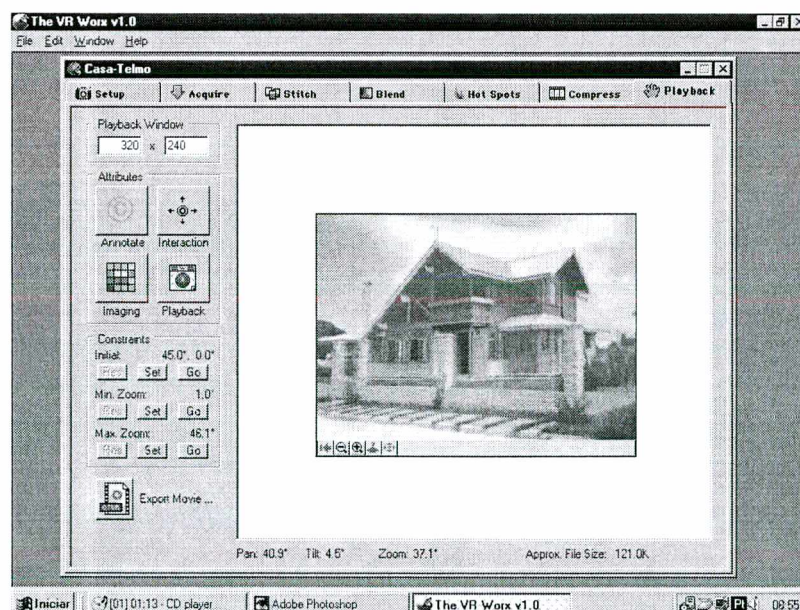 The VR Worx v1.0
File Edit Window Help
Casa-Telmo
Setup Acquire Stitch Blend Hot Spots Compress Playback
Playback Window
320 x 240
Attributes
Annotate Interaction
Imaging Playback
Constraints
Initial: 45.0°, 0.0°
Res Set Go
Min. Zoom: 1.0°
Res Set Go
Max. Zoom: 46.1°
Res Set Go
Export Movie ...
Pan: 40.9° Tilt: 4.5° Zoom: 37.1° Approx. File Size: 121.0K
Iniciar [01] 01:13 - CD player Adobe Photoshop The VR Worx v1.0 08:55